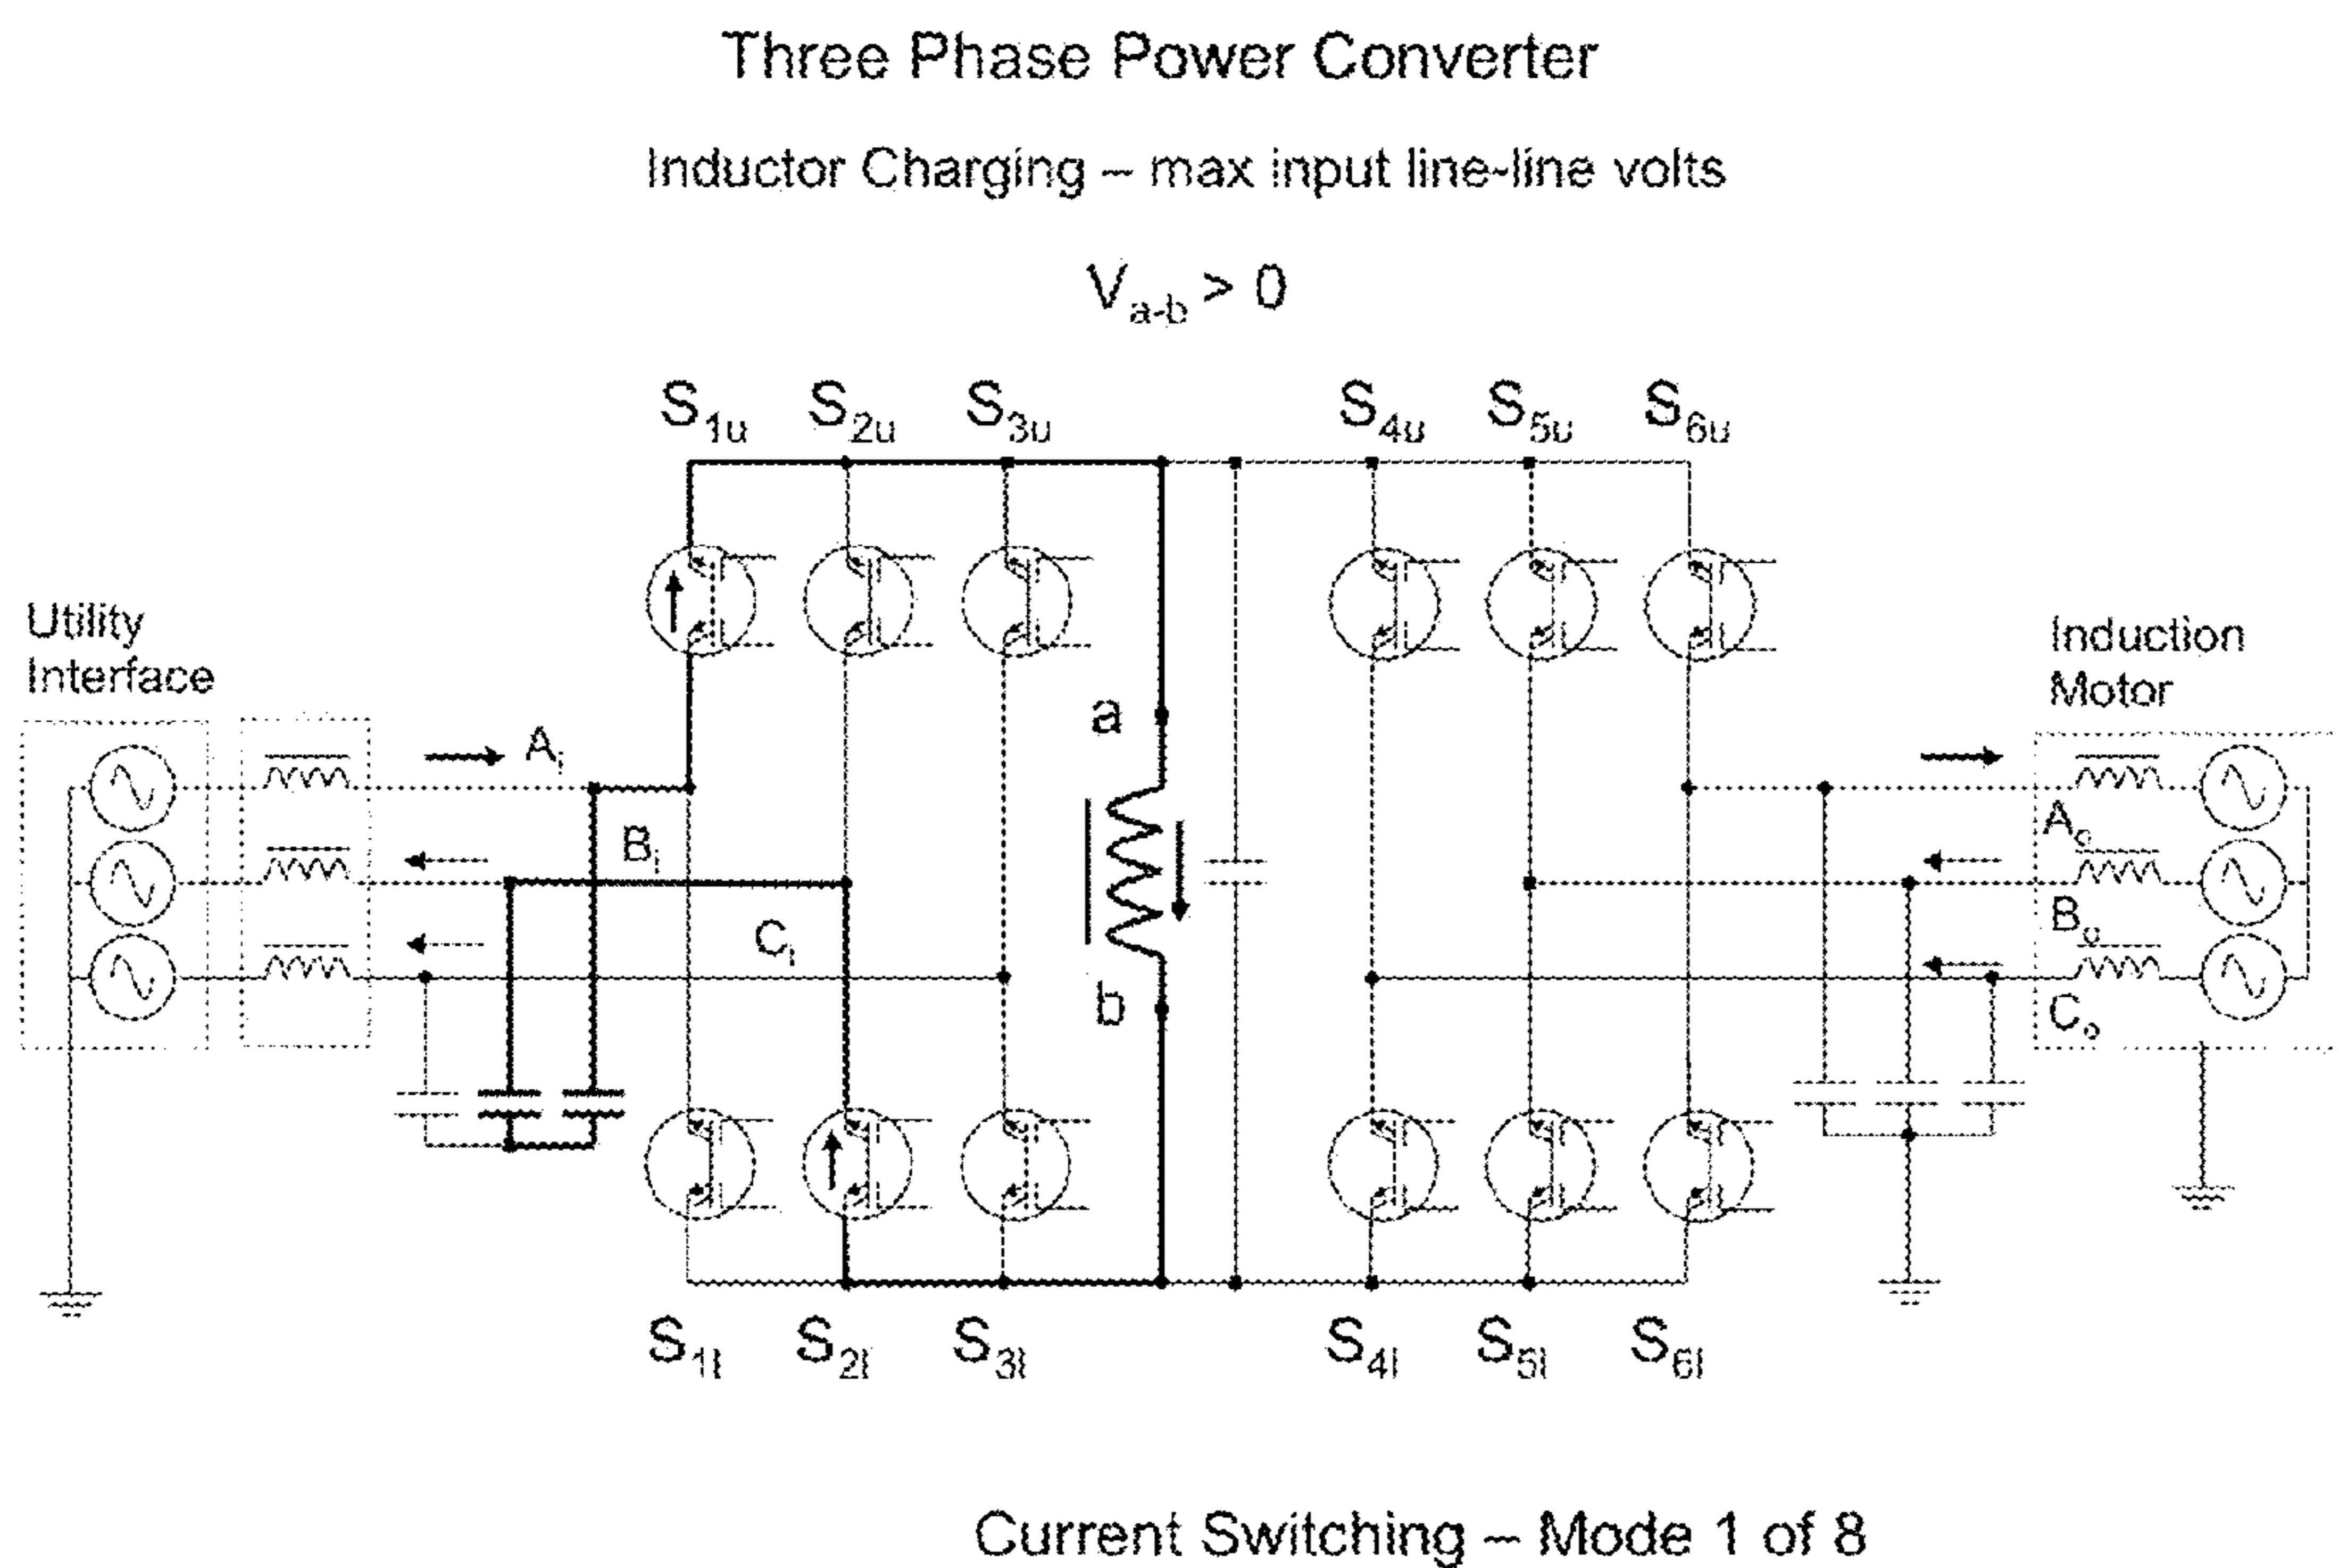 Three Phase Power Converter
Inductor Charging – max input line-line volts
V a-b > 0
S1u S2u S3u S4u S5u S6u
Utility
Interface
Induction
Motor
a
Ai
Bi
Ao
Ci
Bo
b
Co
S1l S2l S3l S4l S5l S6l
Current Switching – Mode 1 of 8